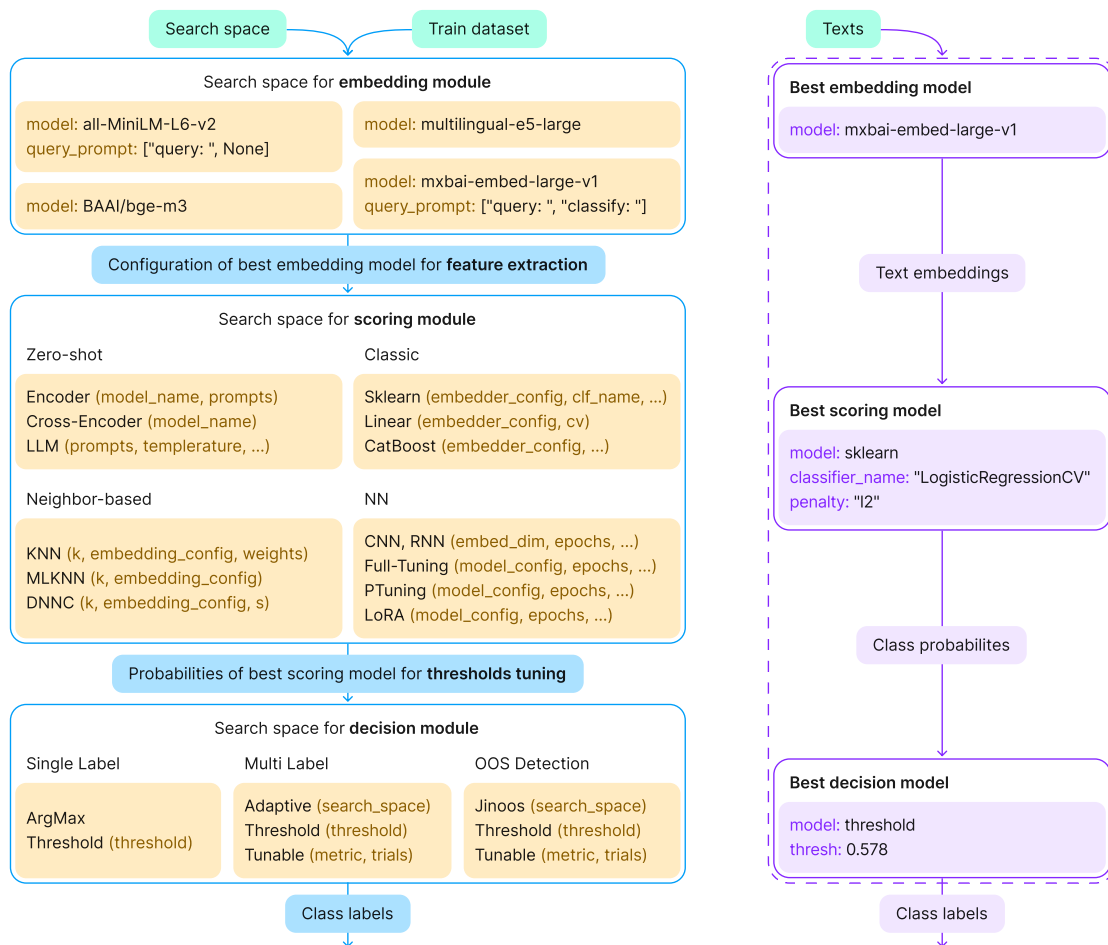 Search space
Train dataset
Search space for embedding module
model: all-MiniLM-L6-v2
query_prompt: ["query: ", None]
model: BAAI/bge-m3
model: multilingual-e5-large
model: mxbai-embed-large-v1
query_prompt: ["query: ", "classify: "]
Configuration of best embedding model for feature extraction
Search space for scoring module
Zero-shot
Encoder (model_name, prompts)
Cross-Encoder (model_name)
LLM (prompts, templerature, ...)
Classic
Sklearn (embedder_config, clf_name, ...)
Linear (embedder_config, cv)
CatBoost (embedder_config, ...)
Neighbor-based
KNN (k, embedding_config, weights)
MLKNN (k, embedding_config)
DNNC (k, embedding_config, s)
NN
CNN, RNN (embed_dim, epochs, ...)
Full-Tuning (model_config, epochs, ...)
PTuning (model_config, epochs, ...)
LoRA (model_config, epochs, ...)
Probabilities of best scoring model for thresholds tuning
Search space for decision module
Single Label
ArgMax
Threshold (threshold)
Multi Label
Adaptive (search_space)
Threshold (threshold)
Tunable (metric, trials)
OOS Detection
Jinoos (search_space)
Threshold (threshold)
Tunable (metric, trials)
Class labels
Texts
Best embedding model
model: mxbai-embed-large-v1
Text embeddings
Best scoring model
model: sklearn
classifier_name: "LogisticRegressionCV"
penalty: "l2"
Class probabilites
Best decision model
model: threshold
thresh: 0.578
Class labels